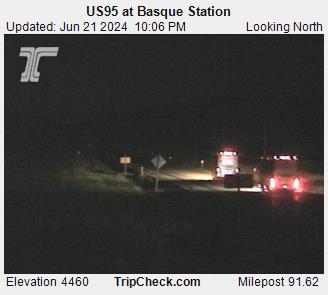 US95 at Basque Station
Updated: Jun 21 2024 10:06 PM Looking North
Elevation 4460 TripCheck.com Milepost 91.62